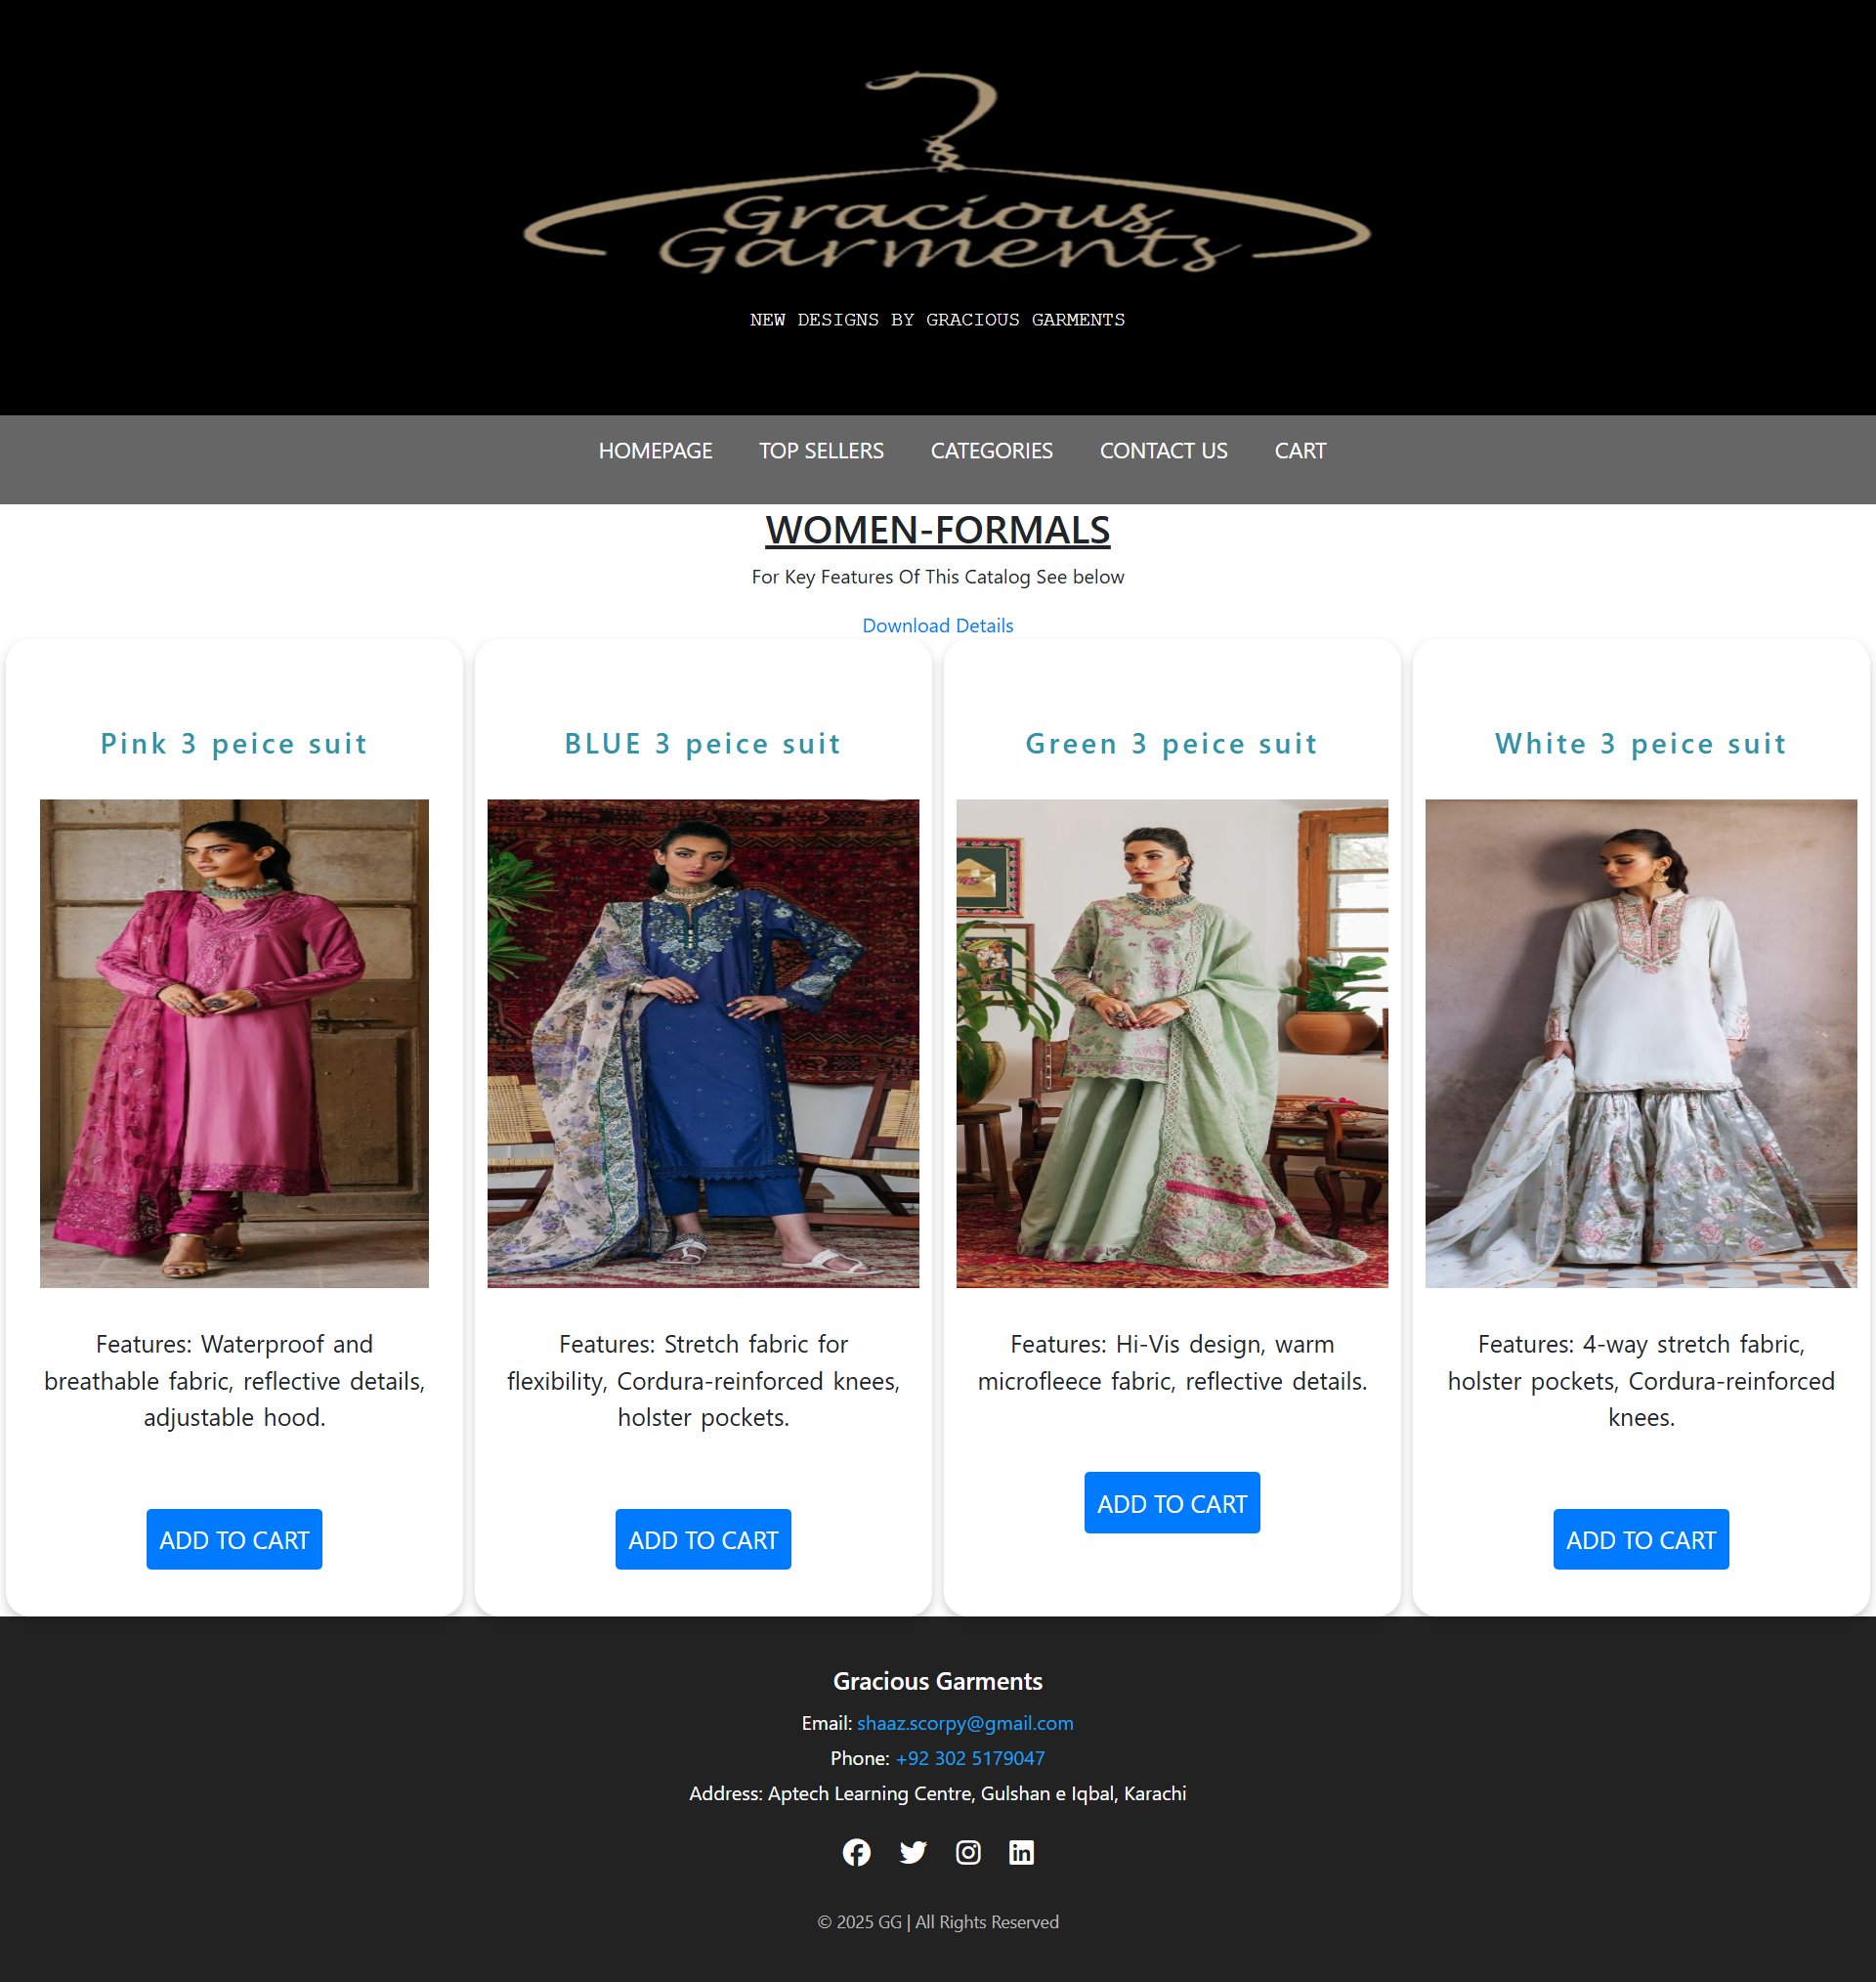 Gracious
Garments
NEW DESIGNS BY GRACIOUS GARMENTS
HOMEPAGE TOP SELLERS CATEGORIES CONTACT US CART
WOMEN-FORMALS
For Key Features Of This Catalog See below
Download Details
Pink 3 peice suit
Features: Waterproof and
breathable fabric, reflective details,
adjustable hood.
ADD TO CART
BLUE 3 peice suit
Features: Stretch fabric for
flexibility, Cordura-reinforced knees,
holster pockets.
ADD TO CART
Green 3 peice suit
Features: Hi-Vis design, warm
microfleece fabric, reflective details.
ADD TO CART
White 3 peice suit
Features: 4-way stretch fabric,
holster pockets, Cordura-reinforced
knees.
ADD TO CART
Gracious Garments
Email: shaaz.scorpy@gmail.com
Phone: +92 302 5179047
Address: Aptech Learning Centre, Gulshan e Iqbal, Karachi
© 2025 GG | All Rights Reserved